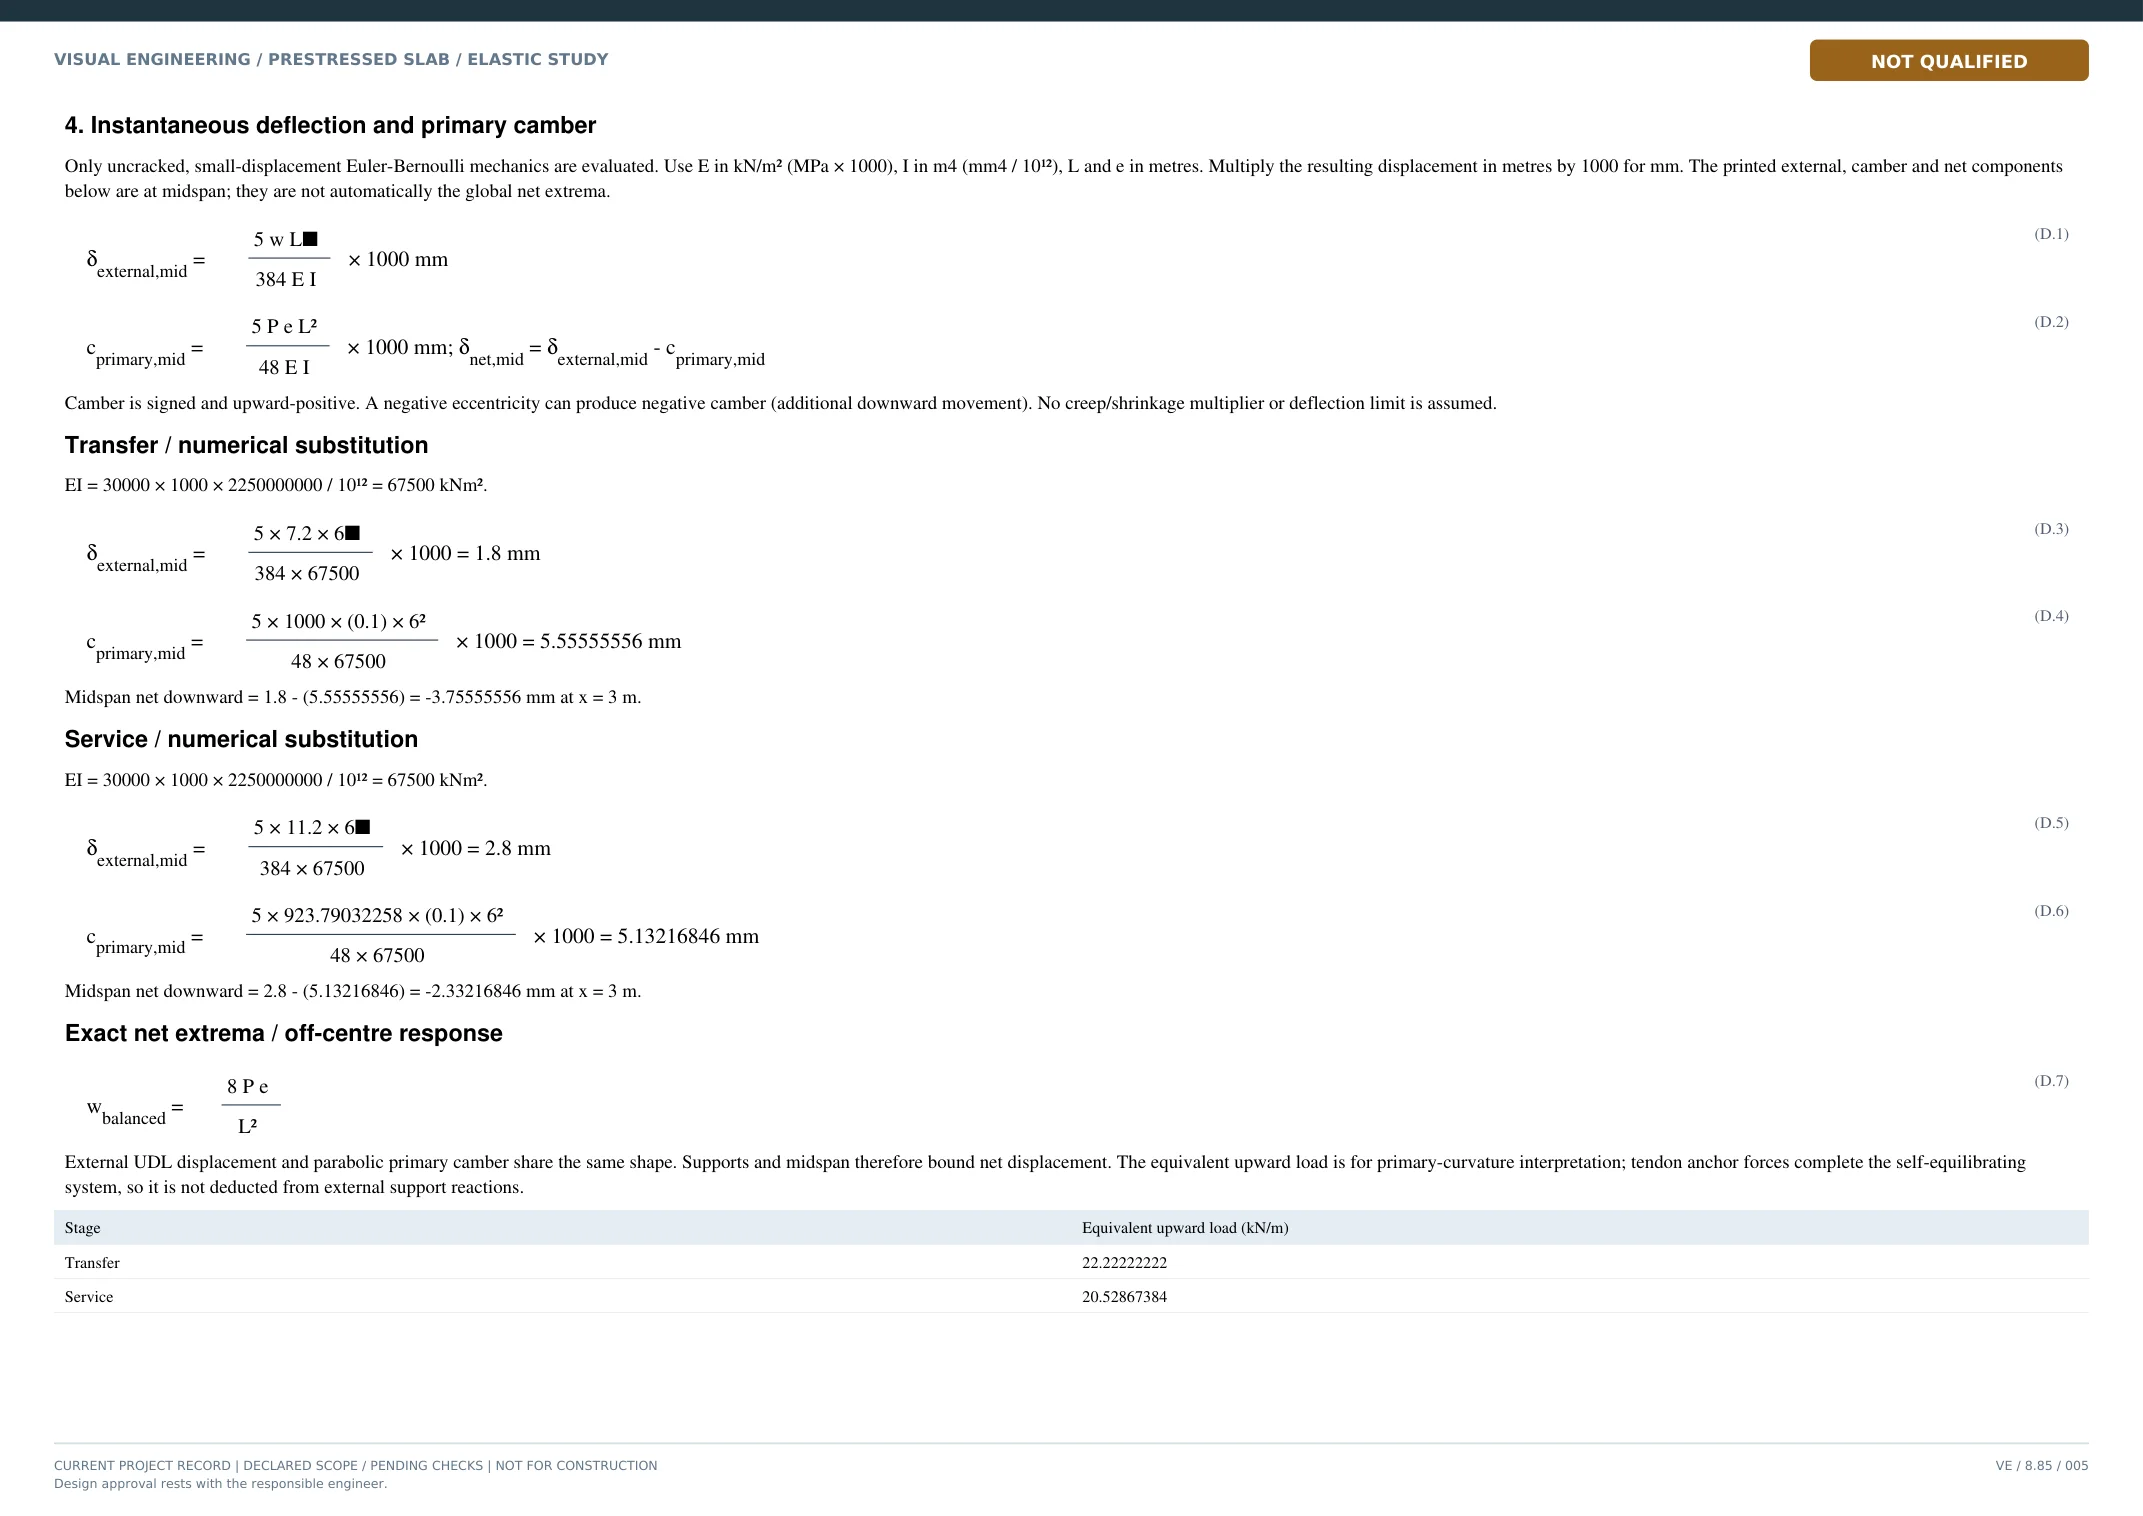 VISUAL ENGINEERING / PRESTRESSED SLAB / ELASTIC STUDY
NOT QUALIFIED
4. Instantaneous deflection and primary camber
Only uncracked, small-displacement Euler-Bernoulli mechanics are evaluated. Use E in kN/m² (MPa × 1000), I in m4 (mm4 / 10¹²), L and e in metres. Multiply the resulting displacement in metres by 1000 for mm. The printed external, camber and net components
below are at midspan; they are not automatically the global net extrema.
δexternal,mid = 5 w L■ / 384 E I × 1000 mm (D.1)
cprimary,mid = 5 P e L² / 48 E I × 1000 mm; δnet,mid = δexternal,mid - cprimary,mid (D.2)
Camber is signed and upward-positive. A negative eccentricity can produce negative camber (additional downward movement). No creep/shrinkage multiplier or deflection limit is assumed.
Transfer / numerical substitution
EI = 30000 × 1000 × 2250000000 / 10¹² = 67500 kNm².
δexternal,mid = 5 × 7.2 × 6■ / 384 × 67500 × 1000 = 1.8 mm (D.3)
cprimary,mid = 5 × 1000 × (0.1) × 6² / 48 × 67500 × 1000 = 5.55555556 mm (D.4)
Midspan net downward = 1.8 - (5.55555556) = -3.75555556 mm at x = 3 m.
Service / numerical substitution
EI = 30000 × 1000 × 2250000000 / 10¹² = 67500 kNm².
δexternal,mid = 5 × 11.2 × 6■ / 384 × 67500 × 1000 = 2.8 mm (D.5)
cprimary,mid = 5 × 923.79032258 × (0.1) × 6² / 48 × 67500 × 1000 = 5.13216846 mm (D.6)
Midspan net downward = 2.8 - (5.13216846) = -2.33216846 mm at x = 3 m.
Exact net extrema / off-centre response
wbalanced = 8 P e / L² (D.7)
External UDL displacement and parabolic primary camber share the same shape. Supports and midspan therefore bound net displacement. The equivalent upward load is for primary-curvature interpretation; tendon anchor forces complete the self-equilibrating
system, so it is not deducted from external support reactions.
Stage Equivalent upward load (kN/m)
Transfer 22.22222222
Service 20.52867384
CURRENT PROJECT RECORD | DECLARED SCOPE / PENDING CHECKS | NOT FOR CONSTRUCTION
VE / 8.85 / 005
Design approval rests with the responsible engineer.